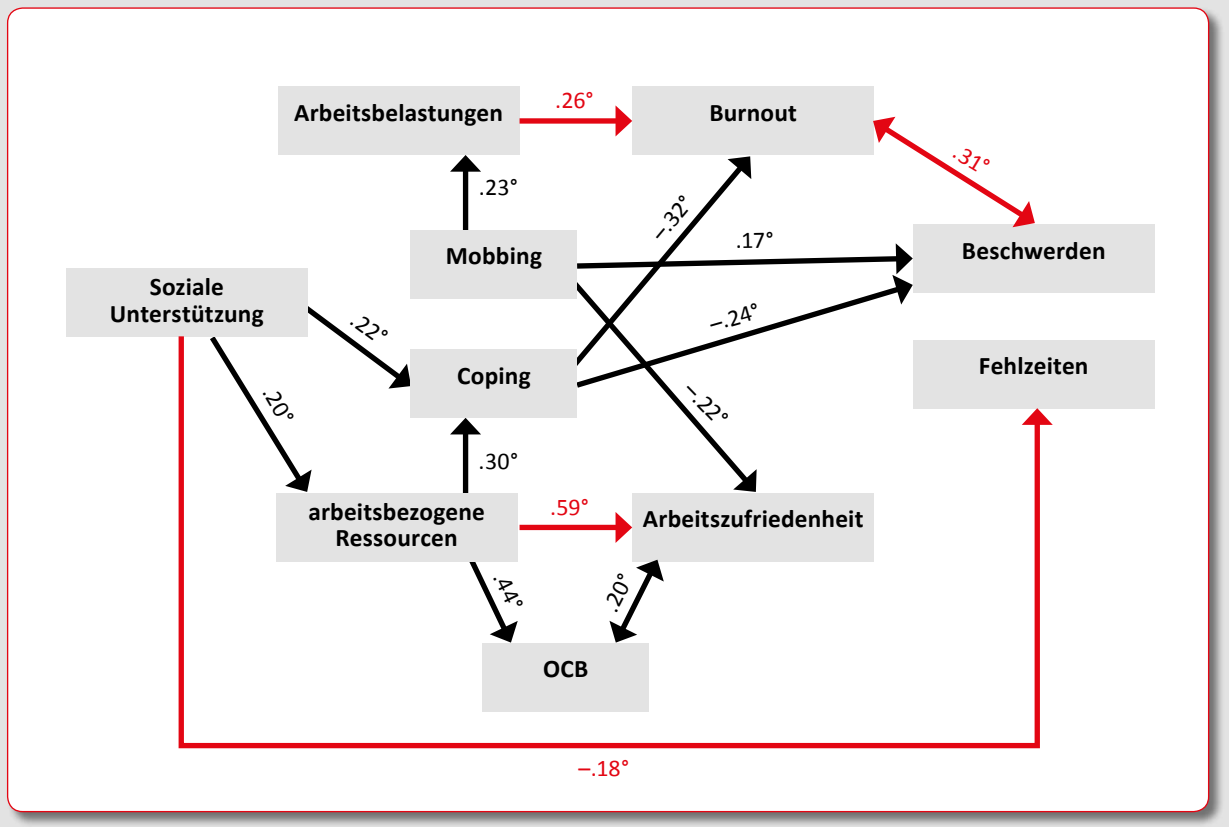 .26°
Arbeitsbelastungen
Burnout
.31°
.23°
–.32°
.17°
Mobbing
Beschwerden
Soziale
Unterstützung
.22°
–.24°
Coping
Fehlzeiten
.20°
–.22°
.30°
arbeitsbezogene
Ressourcen
.59°
Arbeitszufriedenheit
.44°
.20°
OCB
–.18°